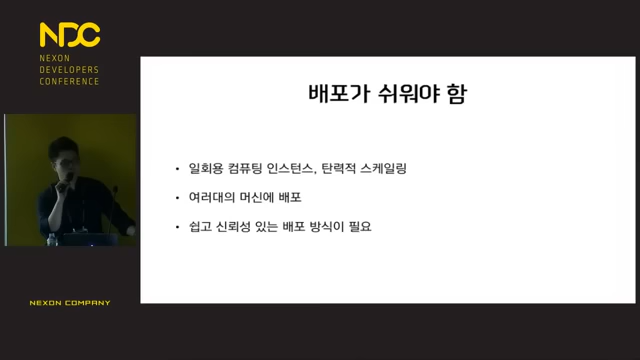 NDC
NEXON
DEVELOPERS
CONFERENCE
배포가 쉬워야 함
• 일회용 컴퓨팅 인스턴스, 탄력적 스케일링
• 여러대의 머신에 배포
• 쉽고 신뢰성 있는 배포 방식이 필요
NEXON COMPANY